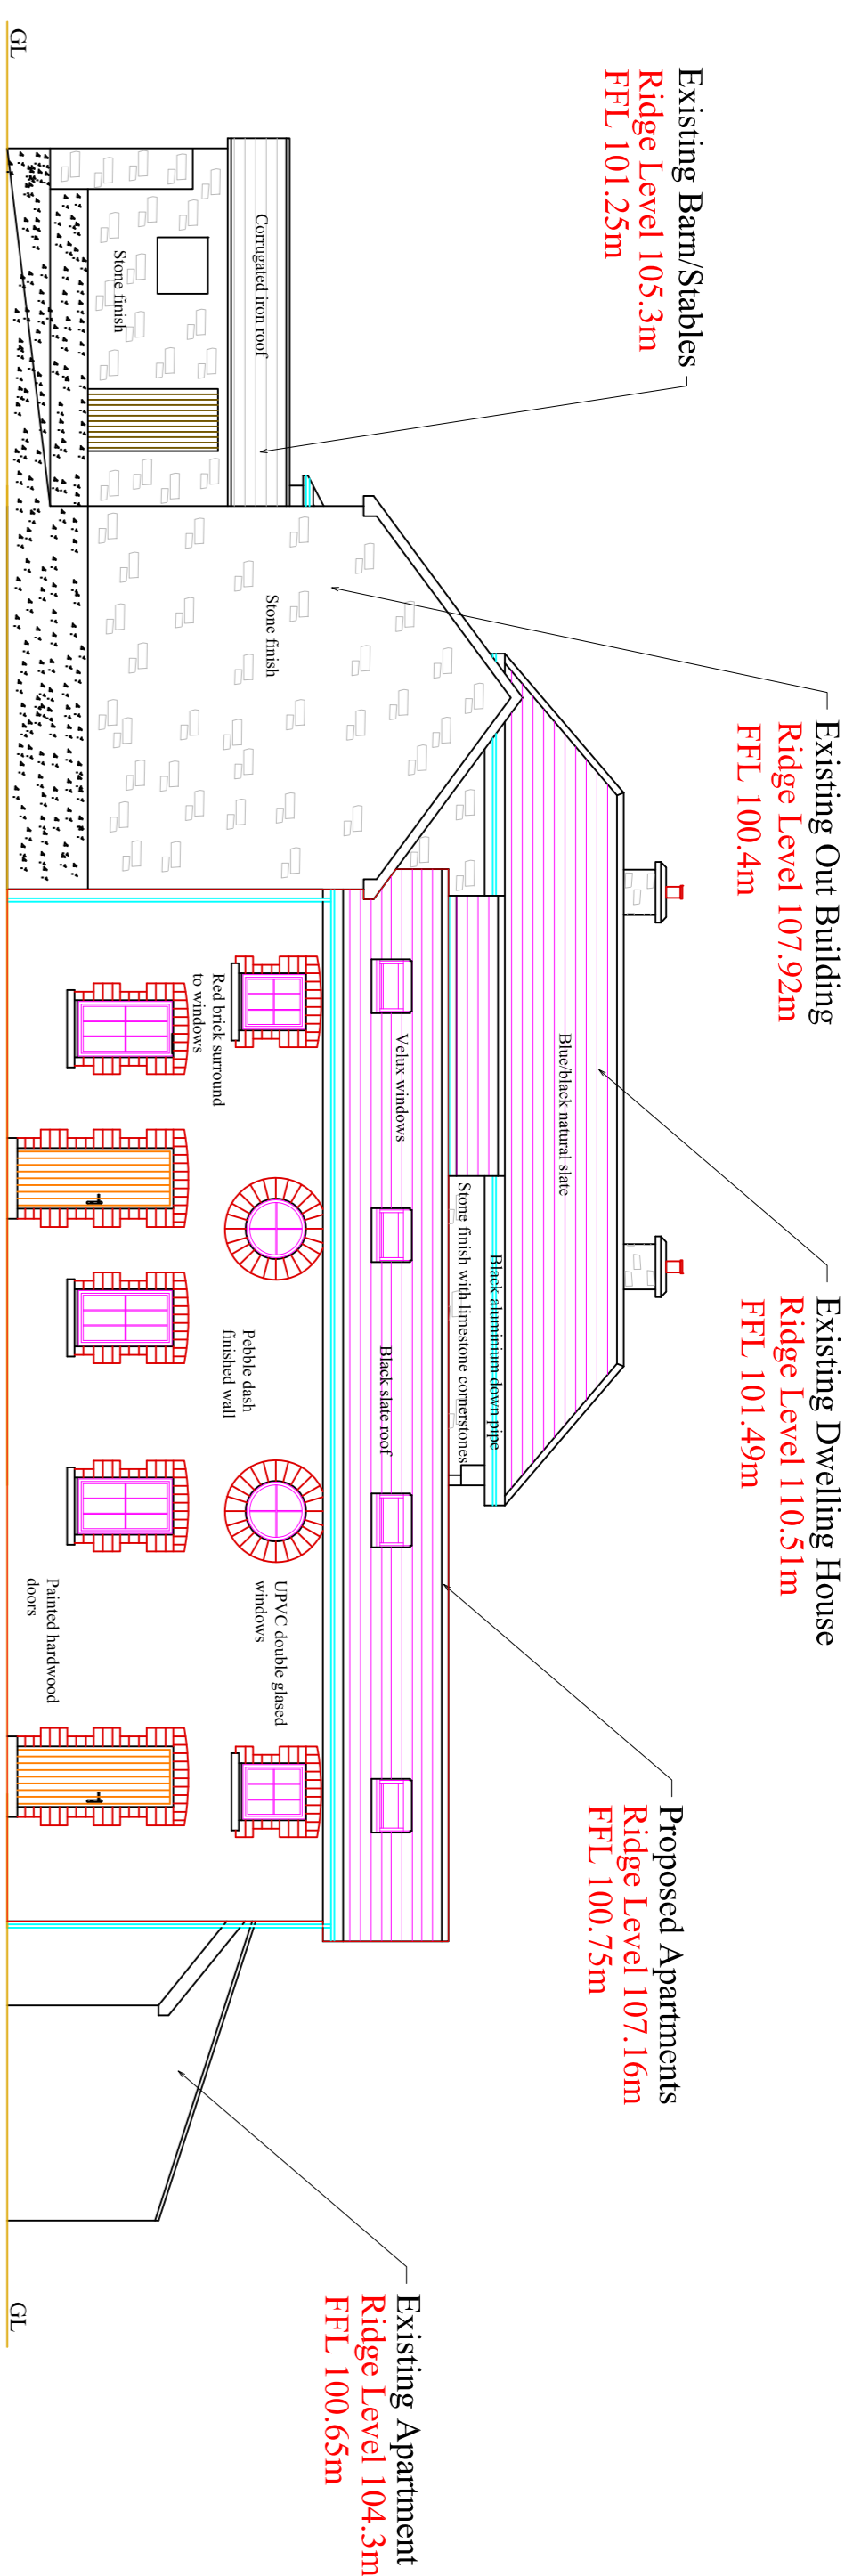 Existing Barn/Stables
Ridge Level 105.3m
FFL 101.25m
Existing Out Building
Ridge Level 107.92m
FFL 100.4m
Existing Dwelling House
Ridge Level 110.51m
FFL 101.49m
Proposed Apartments
Ridge Level 107.16m
FFL 100.75m
Existing Apartment
Ridge Level 104.3m
FFL 100.65m
Blue/black natural slate
Black aluminium down pipe
Stone finish with limestone cornerstones
Velux windows
Black slate roof
Corrugated iron roof
Stone finish
Stone finish
Red brick surround
to windows
Pebble dash
finished wall
UPVC double glased
windows
Painted hardwood
doors
GL
GL